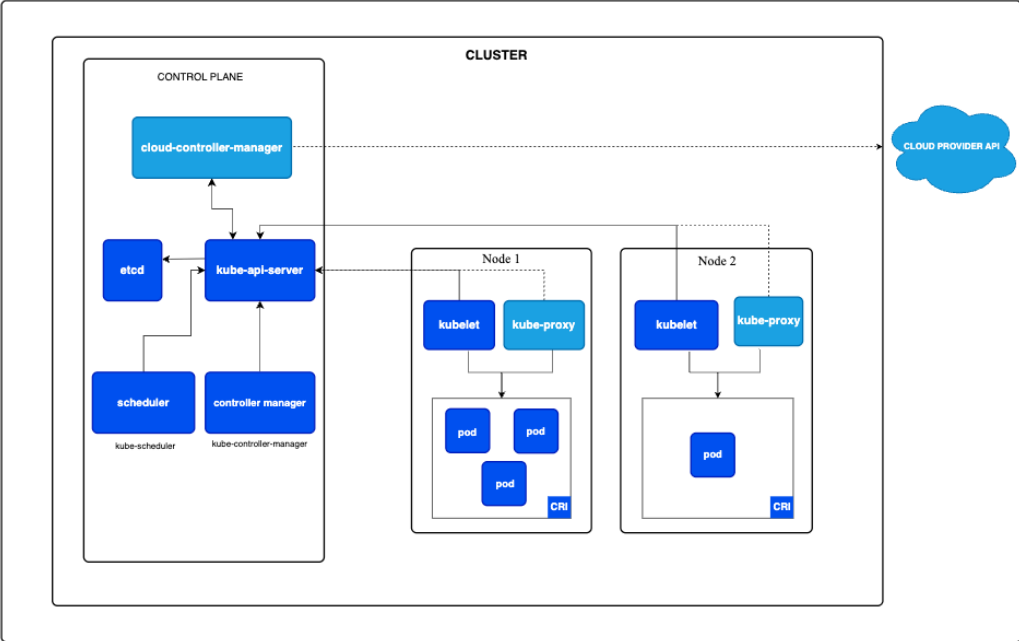 CLUSTER
CONTROL PLANE
cloud-controller-manager
CLOUD PROVIDER API
etcd
kube-api-server
scheduler
kube-scheduler
controller manager
kube-controller-manager
Node 1
kubelet
kube-proxy
pod
pod
pod
CRI
Node 2
kubelet
kube-proxy
pod
CRI